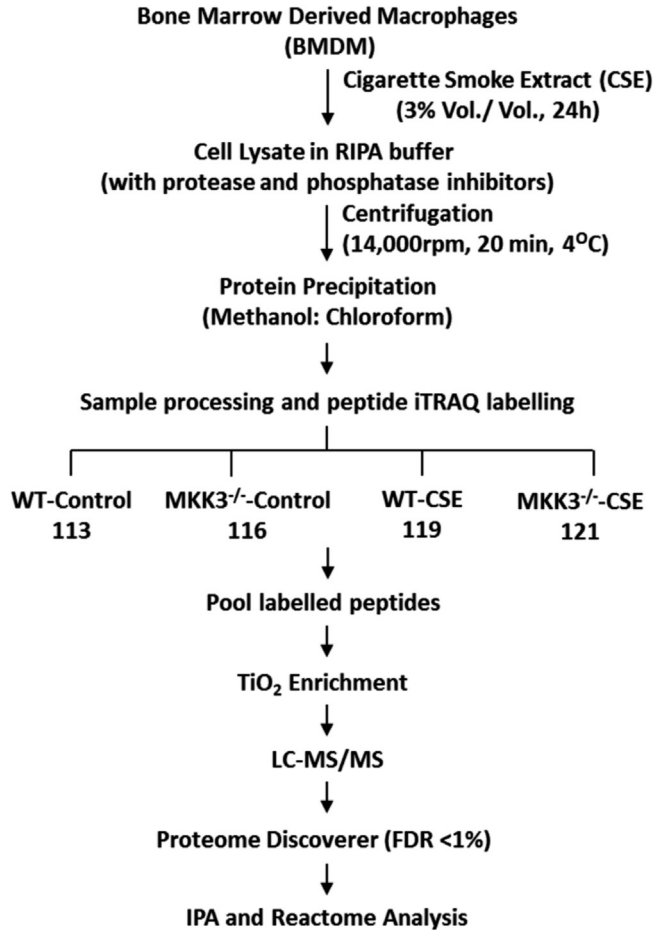 Bone Marrow Derived Macrophages
(BMDM)
Cigarette Smoke Extract (CSE)
(3% Vol./ Vol., 24h)
Cell Lysate in RIPA buffer
(with protease and phosphatase inhibitors)
Centrifugation
(14,000rpm, 20 min, 4⁰C)
Protein Precipitation
(Methanol: Chloroform)
Sample processing and peptide iTRAQ labelling
WT-Control MKK3⁻/⁻-Control WT-CSE MKK3⁻/⁻-CSE
113 116 119 121
Pool labelled peptides
TiO₂ Enrichment
LC-MS/MS
Proteome Discoverer (FDR <1%)
IPA and Reactome Analysis